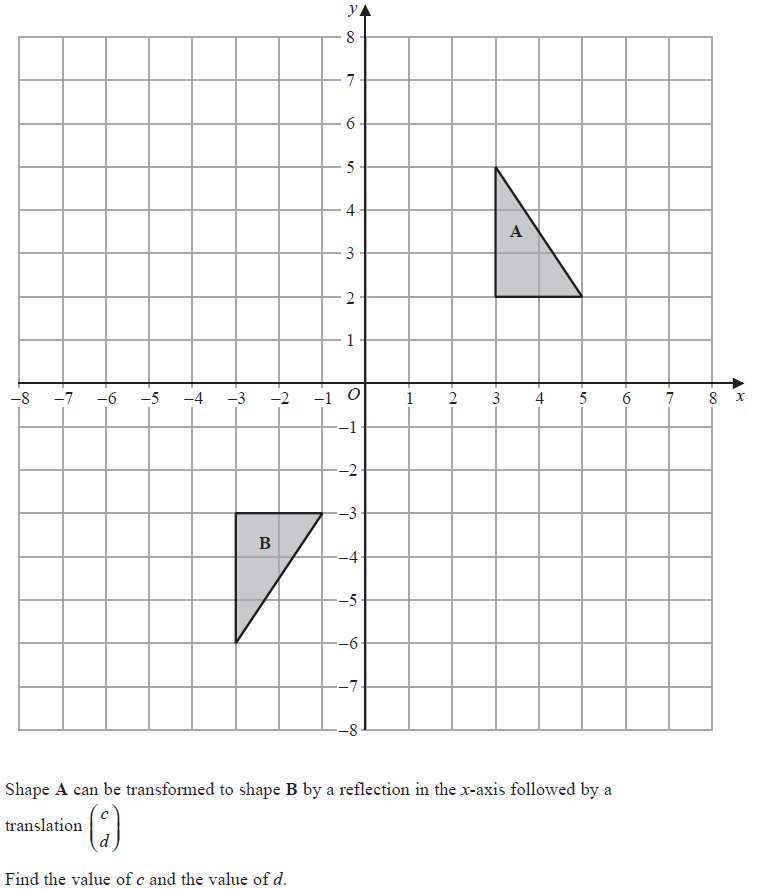 y
8
7
6
5
4
A
3
2
1
–8 –7 –6 –5 –4 –3 –2 –1 O 1 2 3 4 5 6 7 8 x
–1
–2
–3
B
–4
–5
–6
–7
–8
Shape A can be transformed to shape B by a reflection in the x-axis followed by a
c
translation ( )
d
Find the value of c and the value of d.